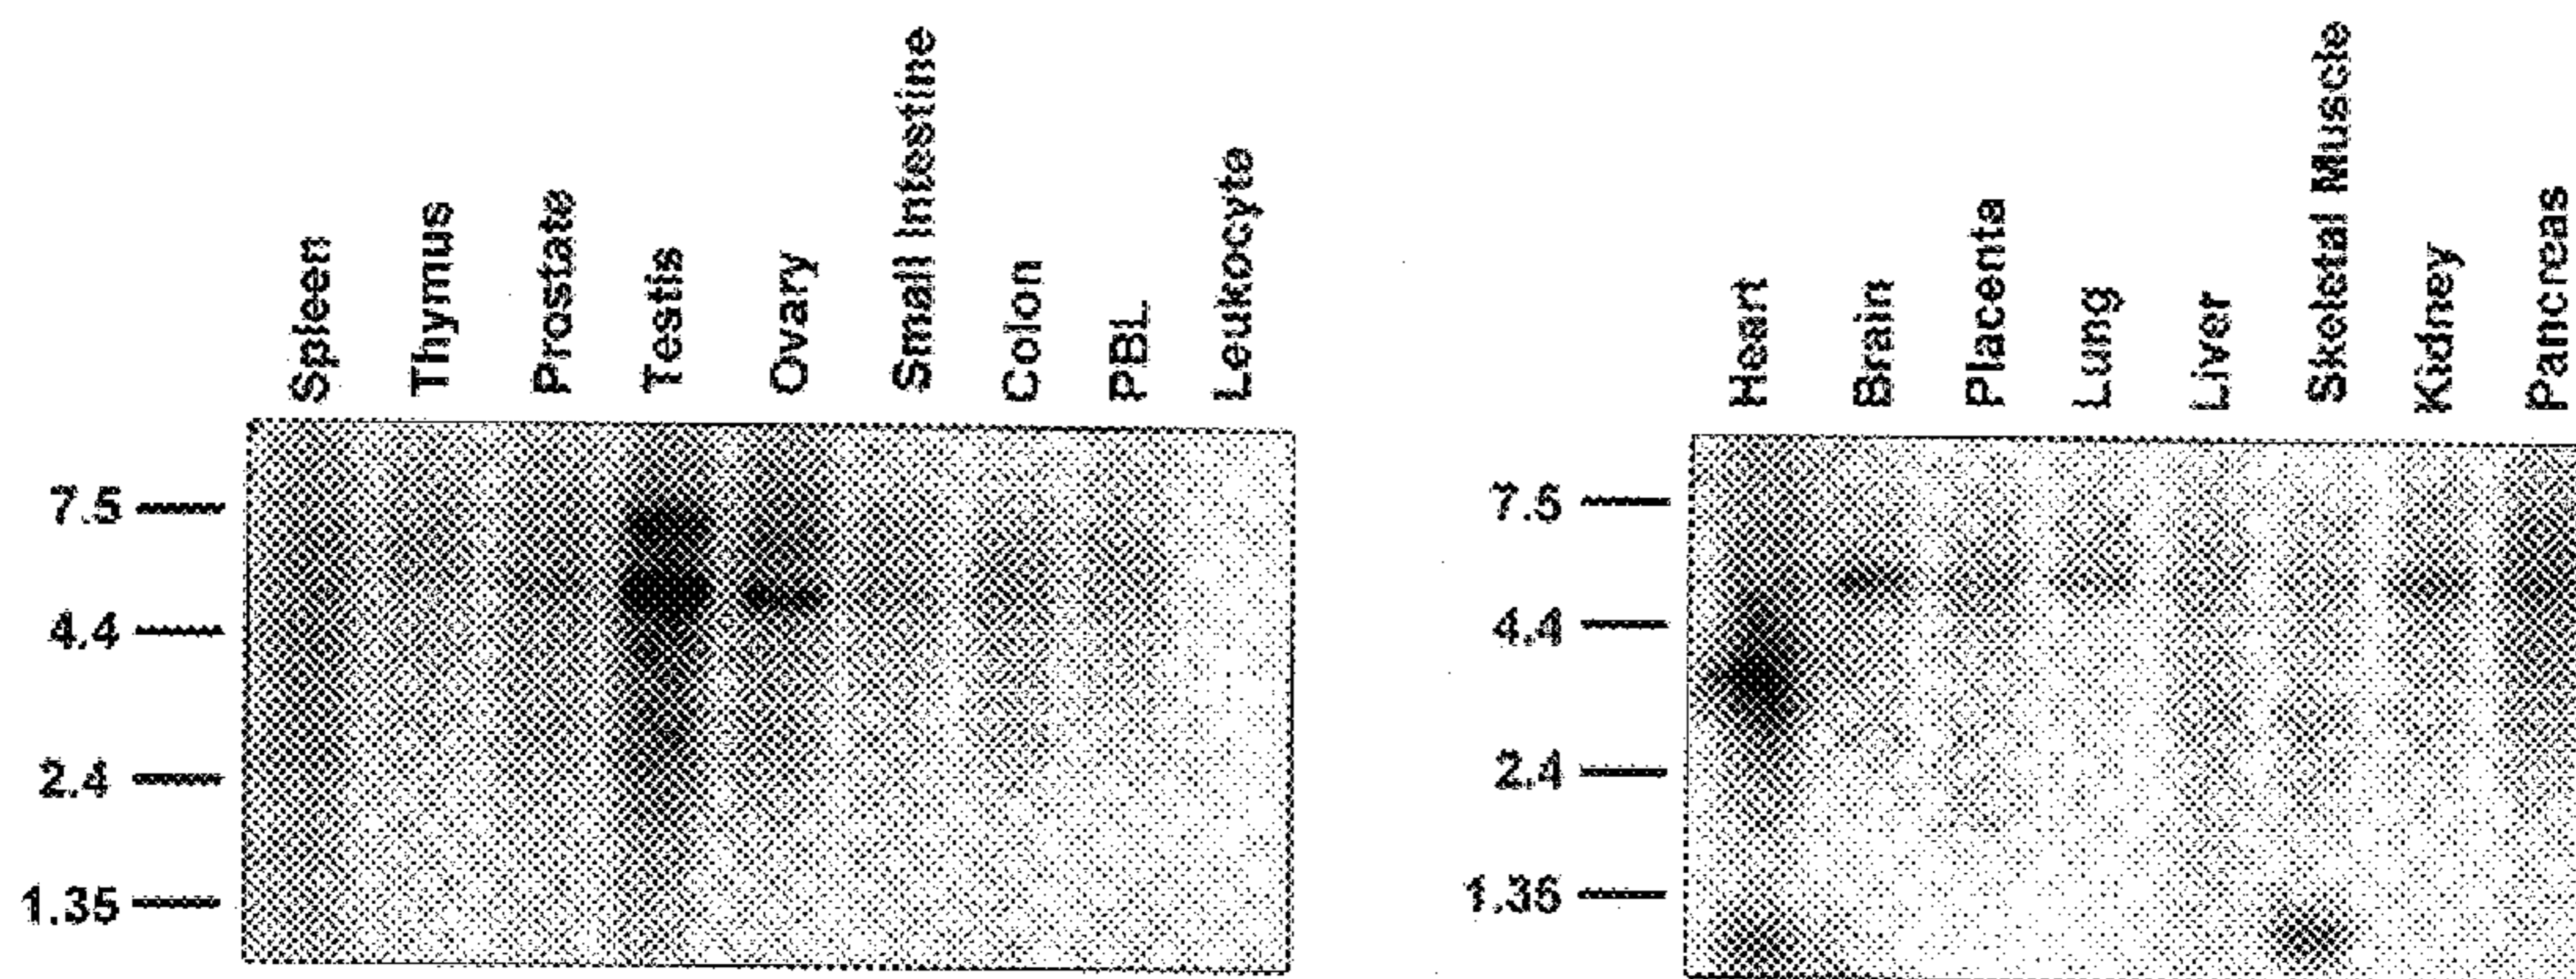 Spleen
Thymus
Prostate
Testis
Ovary
Small Intestine
Colon
PBL
Leukocyte
7.5
4.4
2.4
1.35
Heart
Brain
Placenta
Lung
Liver
Skeletal Muscle
Kidney
Pancreas
7.5
4.4
2.4
1.35